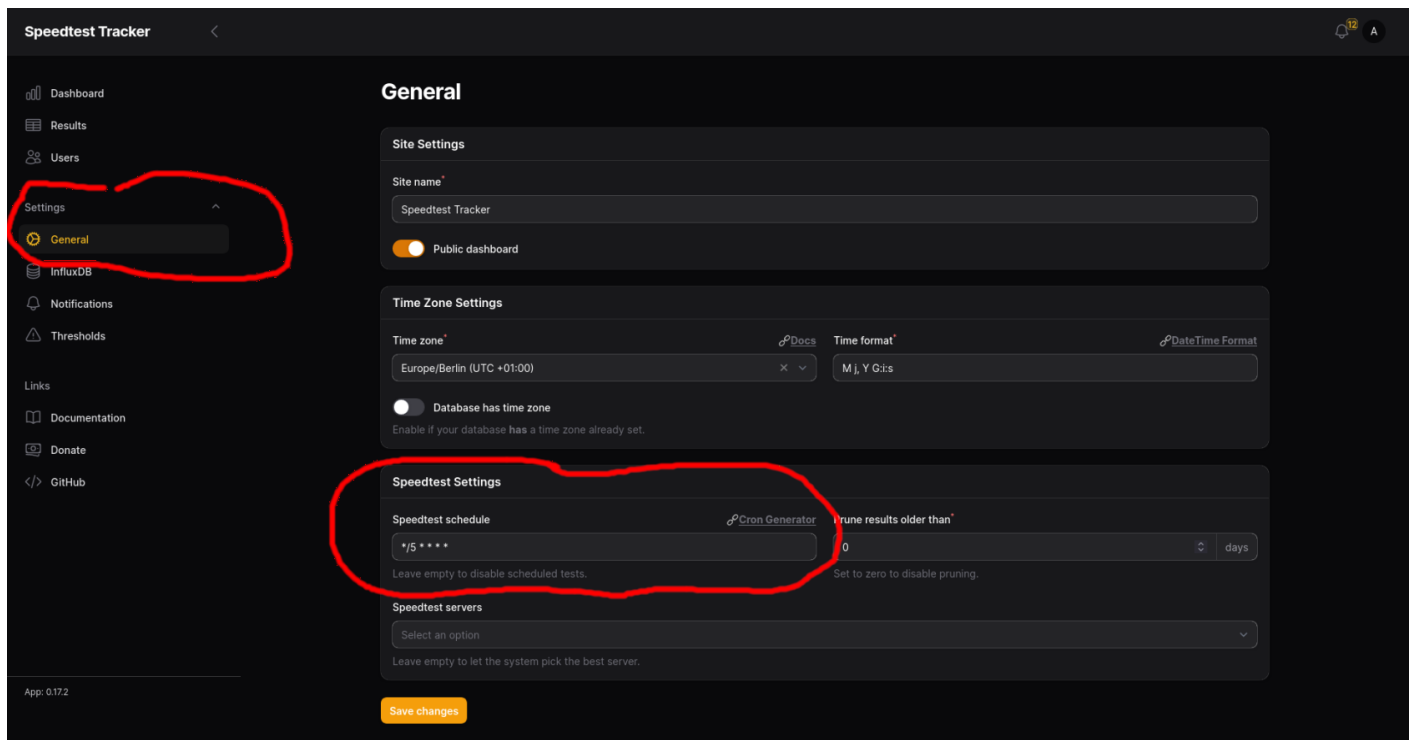 Speedtest Tracker
12
A
Dashboard
Results
Users
Settings
General
InfluxDB
Notifications
Thresholds
Links
Documentation
Donate
GitHub
App: 0.17.2
General
Site Settings
Site name*
Speedtest Tracker
Public dashboard
Time Zone Settings
Time zone* Docs
Europe/Berlin (UTC +01:00)
Time format* DateTime Format
M j, Y G:i:s
Database has time zone
Enable if your database has a time zone already set.
Speedtest Settings
Speedtest schedule Cron Generator
*/5 * * * *
Leave empty to disable scheduled tests.
Prune results older than*
0 days
Set to zero to disable pruning.
Speedtest servers
Select an option
Leave empty to let the system pick the best server.
Save changes